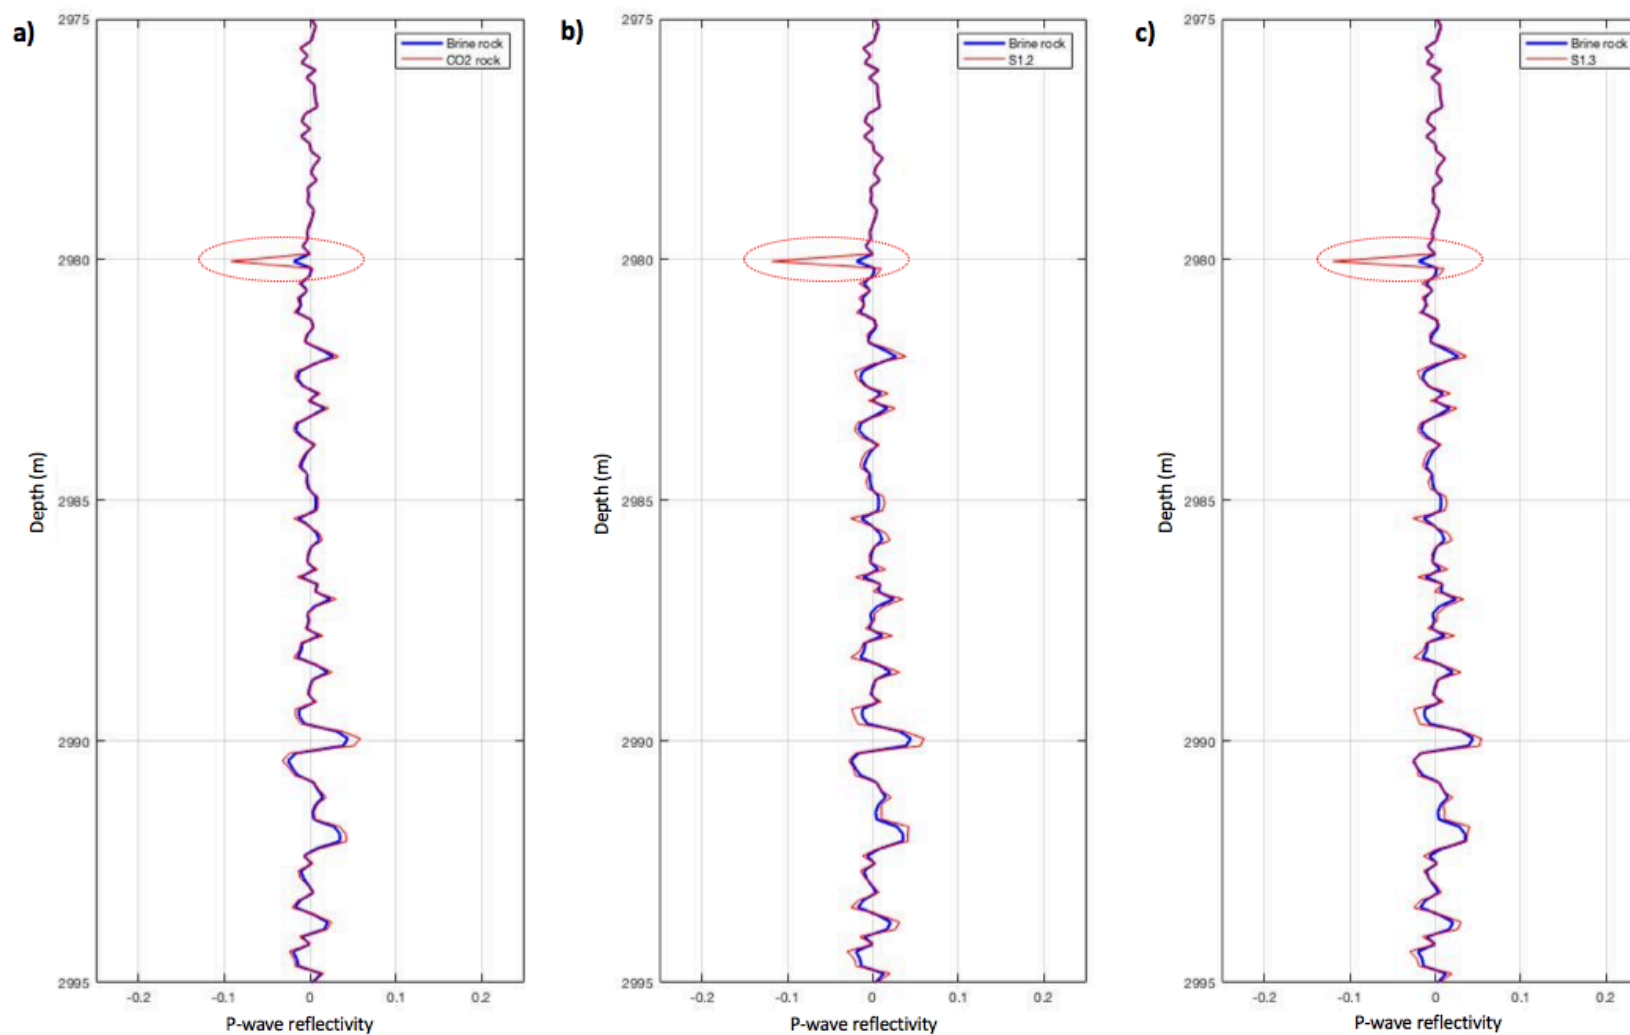 a)
2975
Brine rock
CO2 rock
2980
2985
Depth (m)
2990
2995
-0.2
-0.1
0
0.1
0.2
P-wave reflectivity
b)
2975
Brine rock
S1.2
2980
2985
Depth (m)
2990
2995
-0.2
-0.1
0
0.1
0.2
P-wave reflectivity
c)
2975
Brine rock
S1.3
2980
2985
Depth (m)
2990
2995
-0.2
-0.1
0
0.1
0.2
P-wave reflectivity